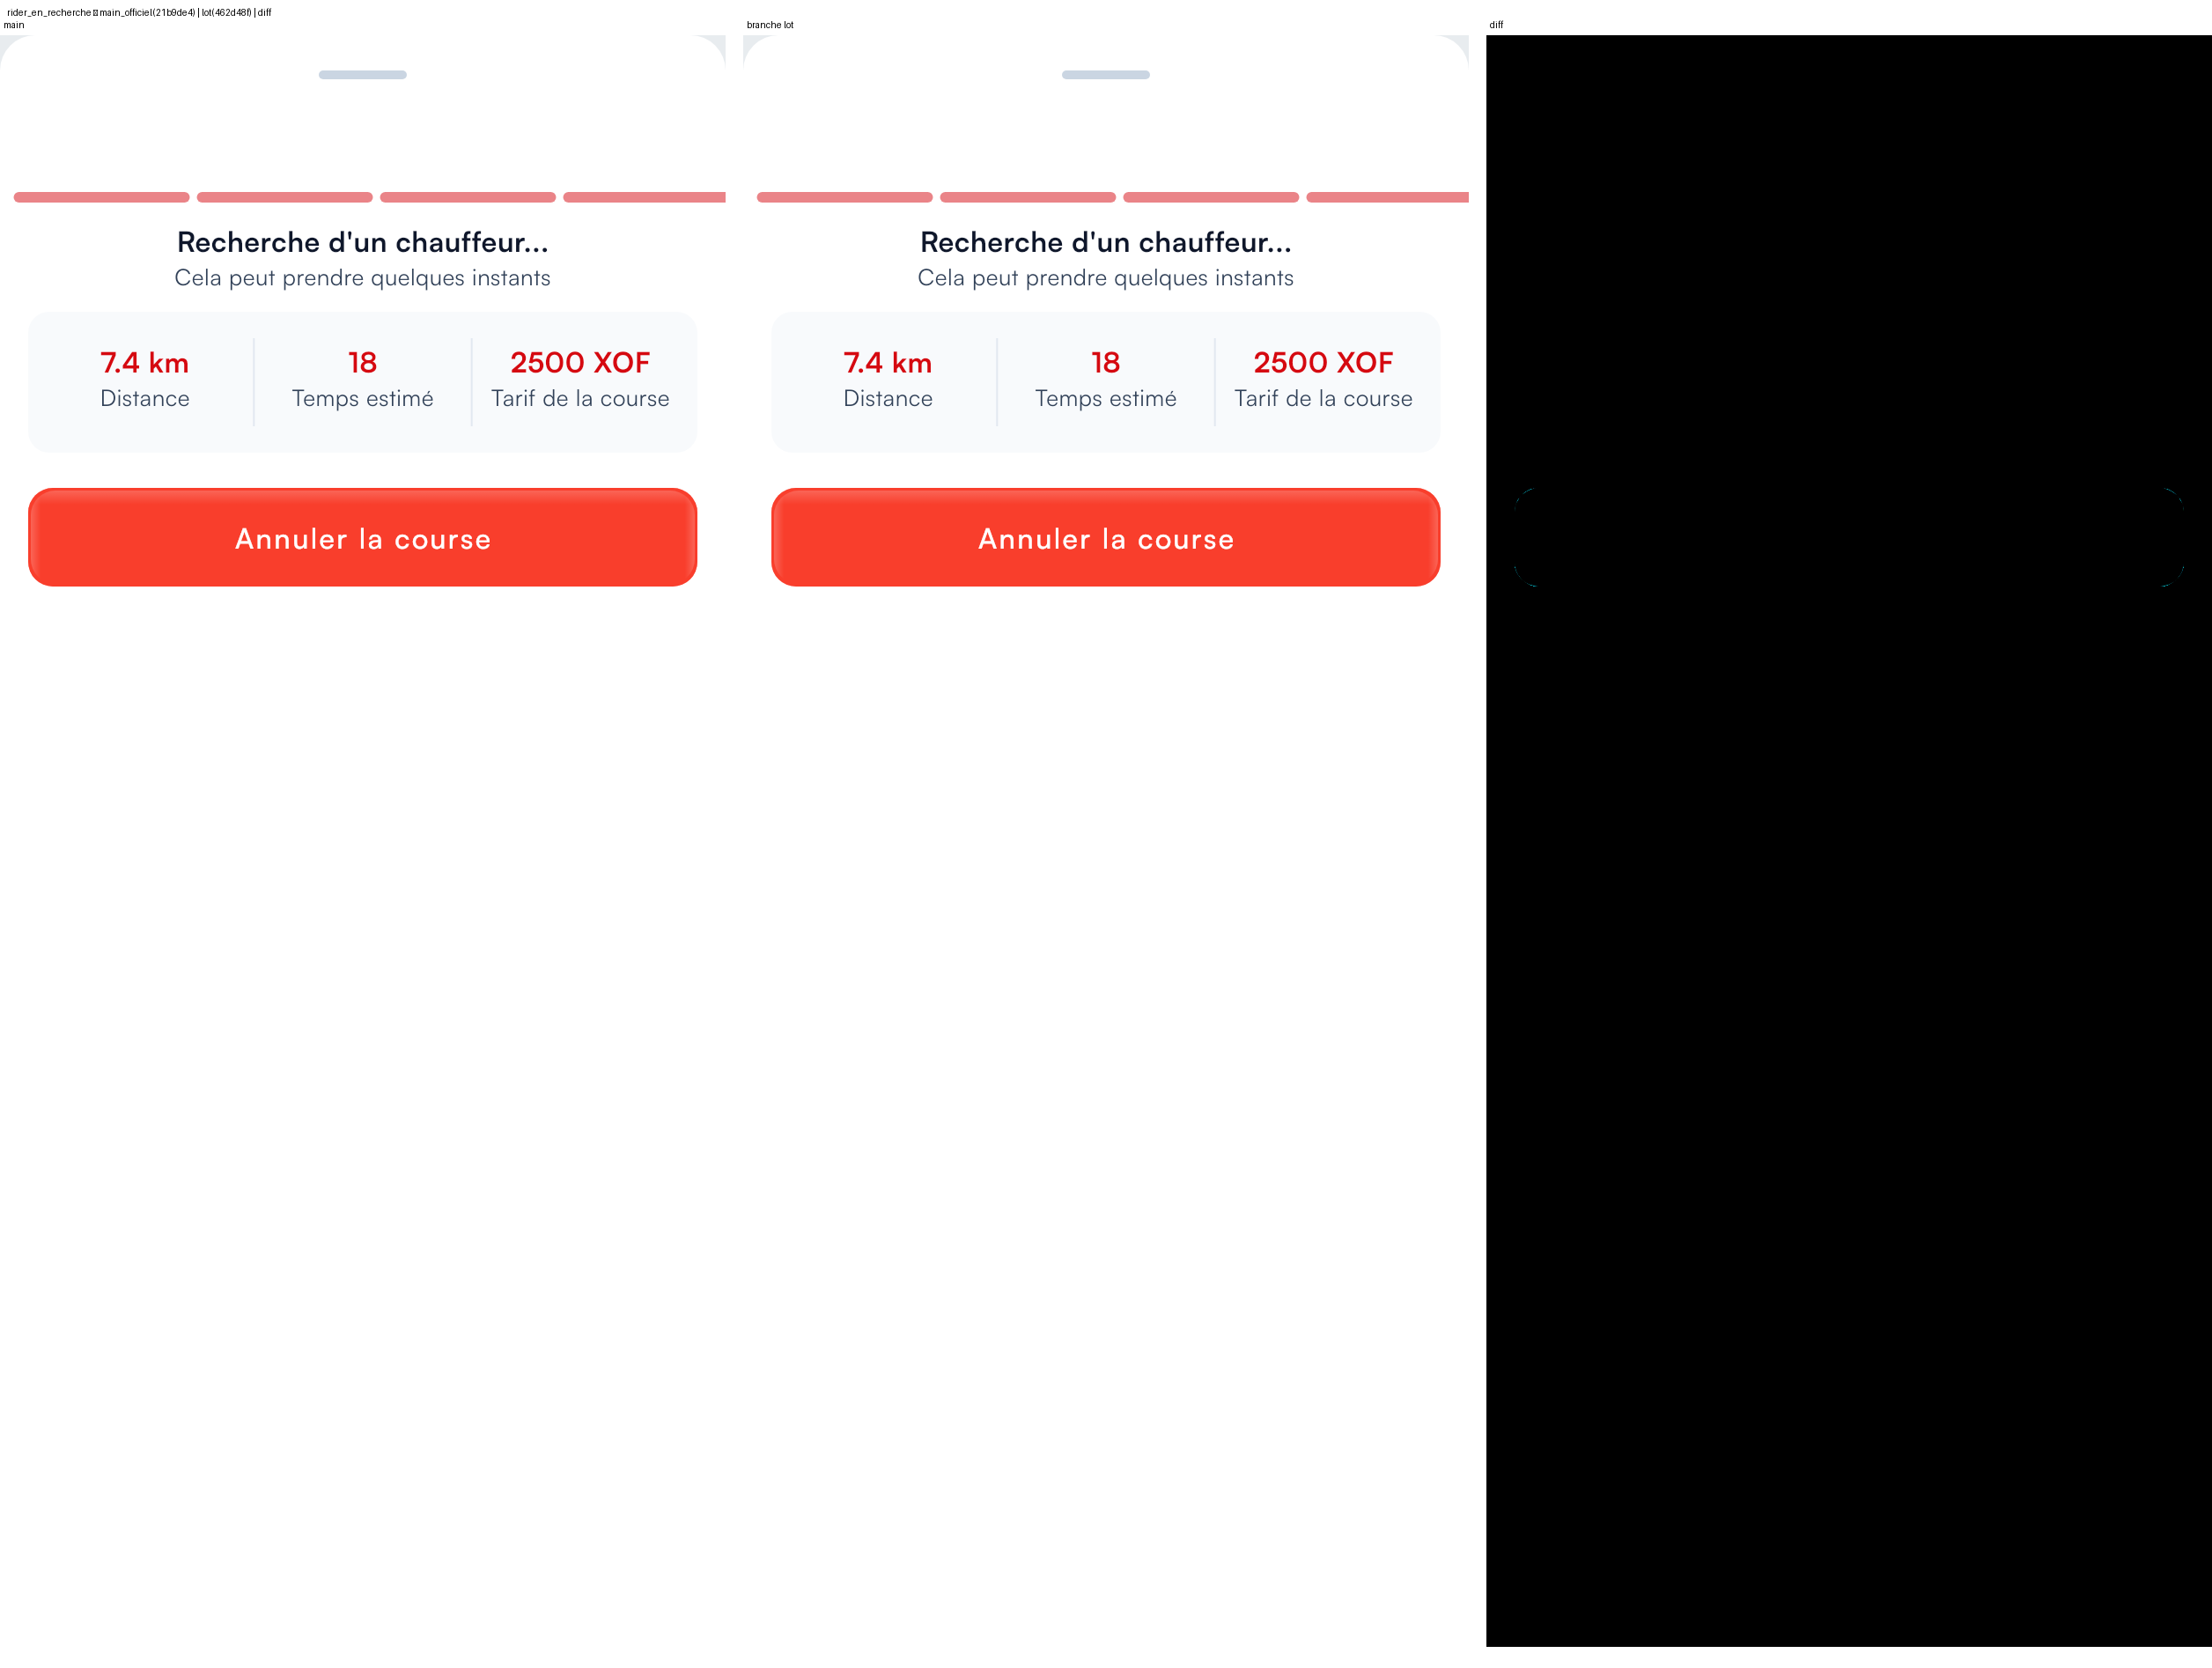 rider_en_recherche main_officiel(21b9de4) | lot(462d48f) | diff
main
branche lot
diff
Recherche d'un chauffeur...
Cela peut prendre quelques instants
7.4 km
18
2500 XOF
Distance
Temps estimé
Tarif de la course
Annuler la course
Recherche d'un chauffeur...
Cela peut prendre quelques instants
7.4 km
18
2500 XOF
Distance
Temps estimé
Tarif de la course
Annuler la course